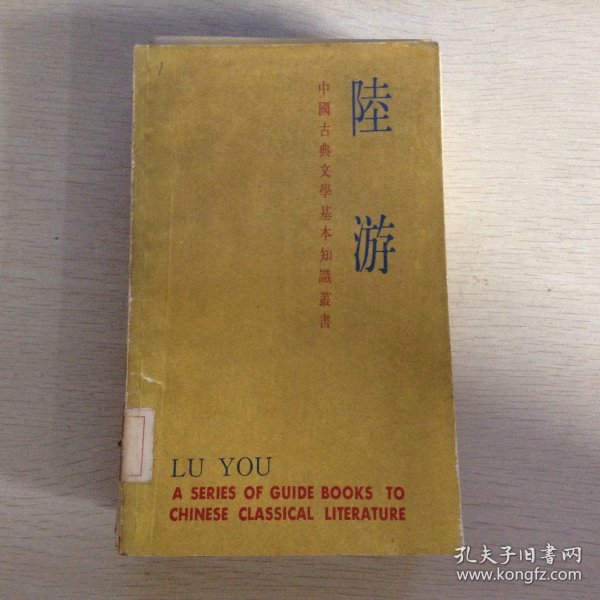 陸游
中國古典文學基本知識叢書
LU YOU
A SERIES OF GUIDE BOOKS TO
CHINESE CLASSICAL LITERATURE
孔夫子旧书网
www.kongfz.com